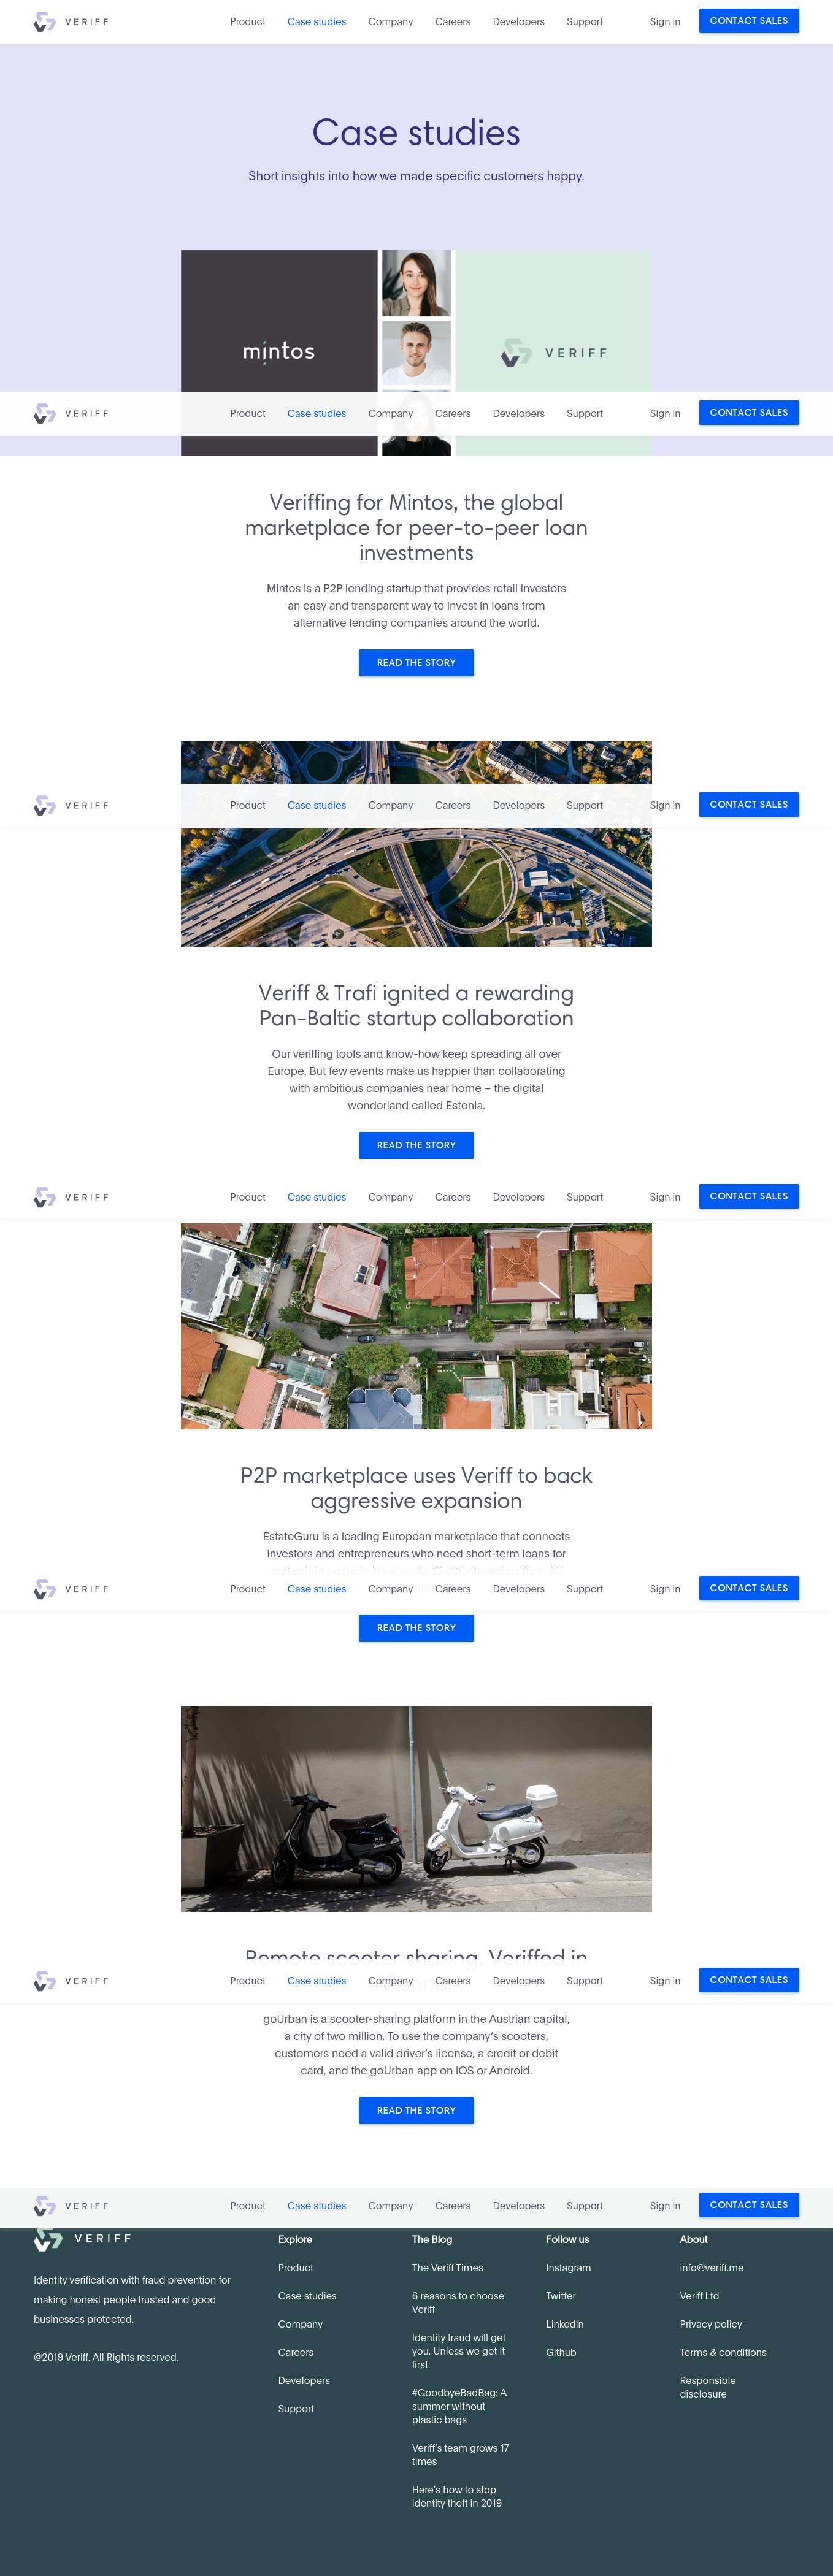 VERIFF
Product Case studies Company Careers Developers Support Sign in CONTACT SALES
Case studies
Short insights into how we made specific customers happy.
mintos
VERIFF
VERIFF
Product Case studies Company Careers Developers Support Sign in CONTACT SALES
Veriffing for Mintos, the global
marketplace for peer-to-peer loan
investments
Mintos is a P2P lending startup that provides retail investors
an easy and transparent way to invest in loans from
alternative lending companies around the world.
READ THE STORY
VERIFF
Product Case studies Company Careers Developers Support Sign in CONTACT SALES
Veriff & Trafi ignited a rewarding
Pan-Baltic startup collaboration
Our veriffing tools and know-how keep spreading all over
Europe. But few events make us happier than collaborating
with ambitious companies near home – the digital
wonderland called Estonia.
READ THE STORY
VERIFF
Product Case studies Company Careers Developers Support Sign in CONTACT SALES
P2P marketplace uses Veriff to back
aggressive expansion
EstateGuru is a leading European marketplace that connects
investors and entrepreneurs who need short-term loans for
VERIFF
Product Case studies Company Careers Developers Support Sign in CONTACT SALES
READ THE STORY
Remote scooter sharing. Veriffed in
VERIFF
Product Case studies Company Careers Developers Support Sign in CONTACT SALES
goUrban is a scooter-sharing platform in the Austrian capital,
a city of two million. To use the company’s scooters,
customers need a valid driver’s license, a credit or debit
card, and the goUrban app on iOS or Android.
READ THE STORY
VERIFF
Product Case studies Company Careers Developers Support Sign in CONTACT SALES
VERIFF
Identity verification with fraud prevention for
making honest people trusted and good
businesses protected.
@2019 Veriff. All Rights reserved.
Explore
Product
Case studies
Company
Careers
Developers
Support
The Blog
The Veriff Times
6 reasons to choose
Veriff
Identity fraud will get
you. Unless we get it
first.
#GoodbyeBadBag: A
summer without
plastic bags
Veriff’s team grows 17
times
Here’s how to stop
identity theft in 2019
Follow us
Instagram
Twitter
Linkedin
Github
About
info@veriff.me
Veriff Ltd
Privacy policy
Terms & conditions
Responsible
disclosure